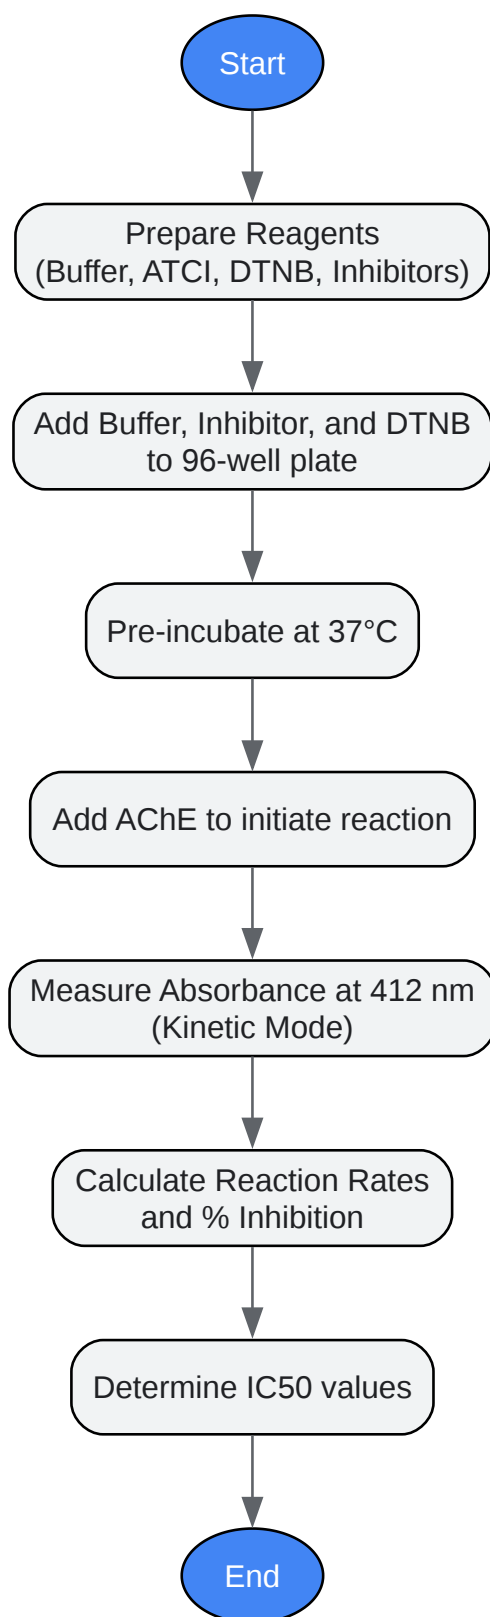 Start
Prepare Reagents
(Buffer, ATCI, DTNB, Inhibitors)
Add Buffer, Inhibitor, and DTNB
to 96-well plate
Pre-incubate at 37°C
Add AChE to initiate reaction
Measure Absorbance at 412 nm
(Kinetic Mode)
Calculate Reaction Rates
and % Inhibition
Determine IC50 values
End